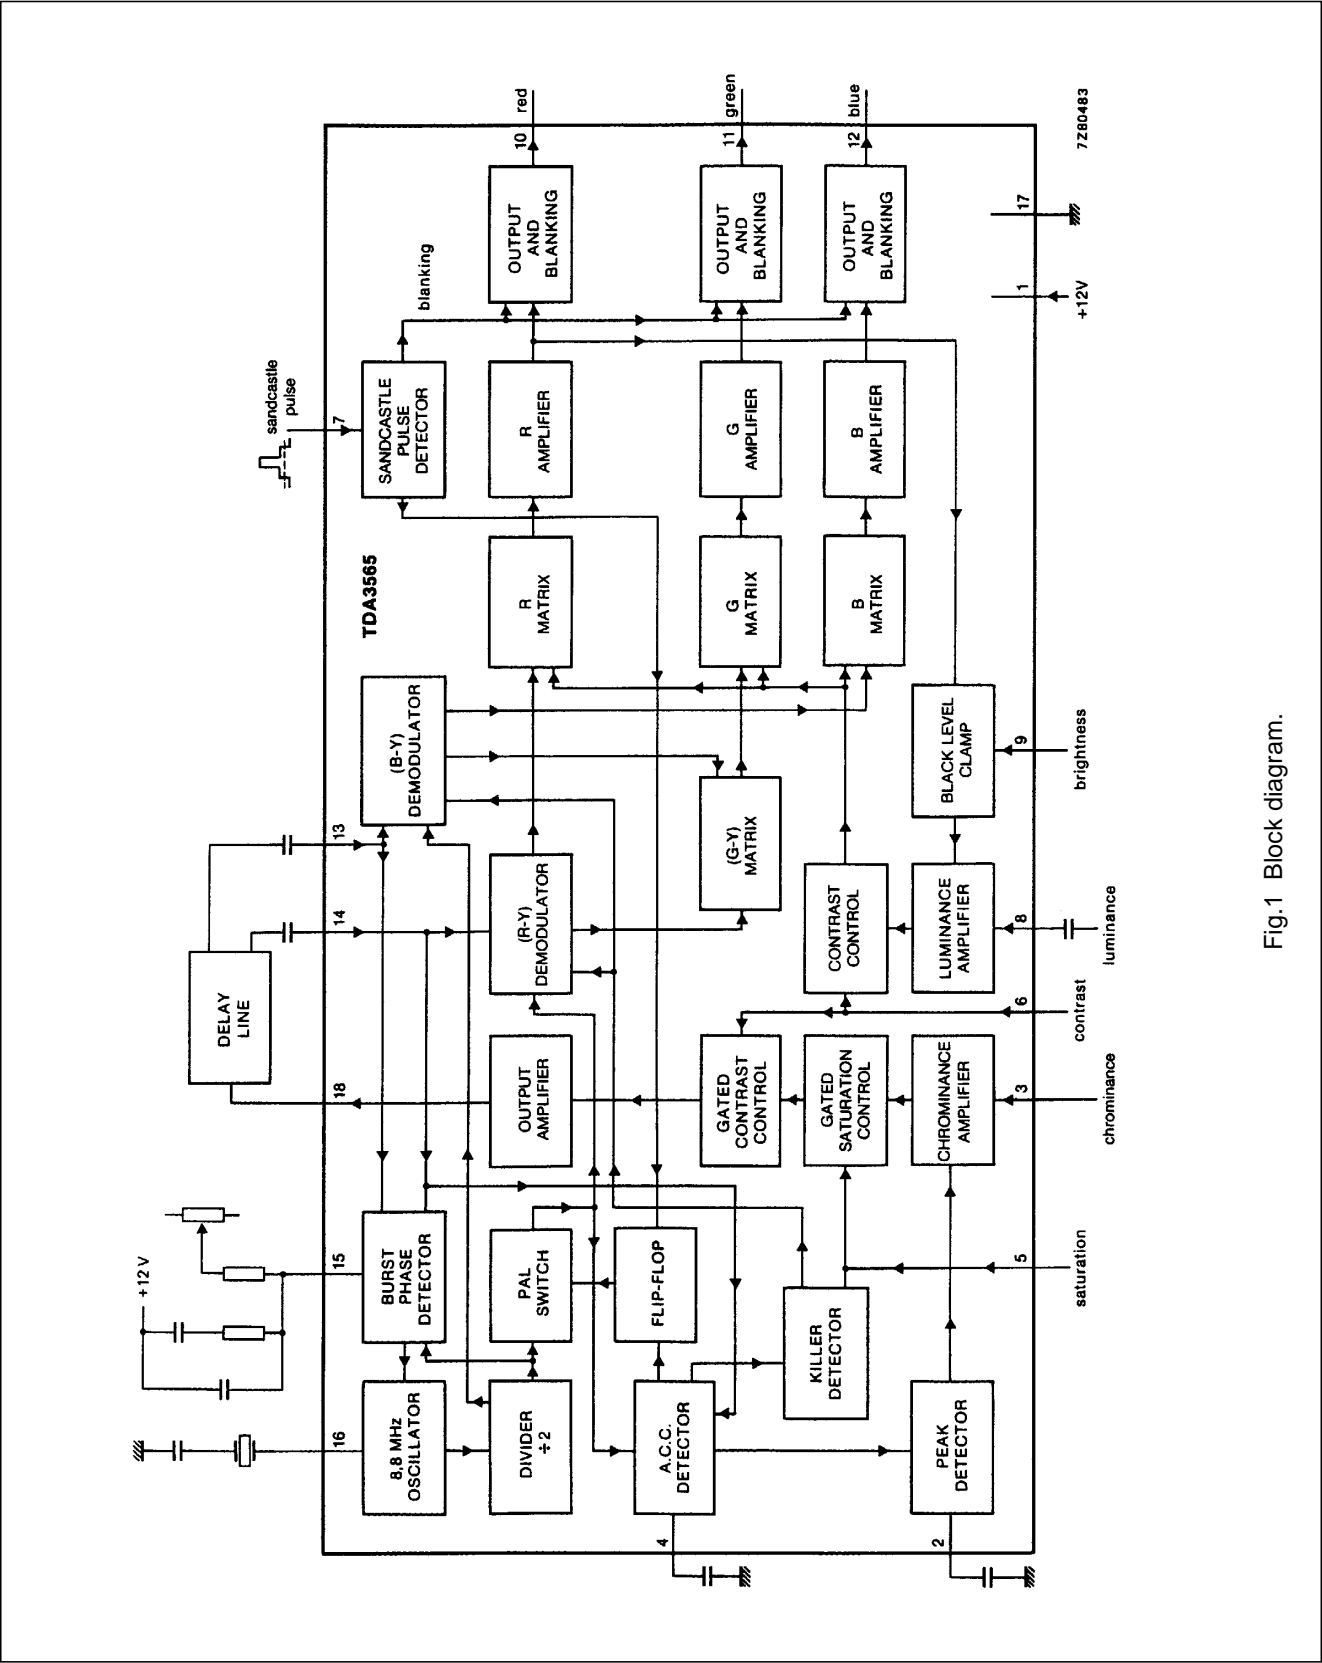 +12 V
16
15
18
14
13
7
sandcastle
pulse
DELAY
LINE
TDA3565
8,8 MHz
OSCILLATOR
BURST
PHASE
DETECTOR
(B-Y)
DEMODULATOR
SANDCASTLE
PULSE
DETECTOR
blanking
DIVIDER
÷2
PAL
SWITCH
OUTPUT
AMPLIFIER
(R-Y)
DEMODULATOR
R
MATRIX
R
AMPLIFIER
OUTPUT
AND
BLANKING
10
red
4
A.C.C.
DETECTOR
FLIP-FLOP
GATED
CONTRAST
CONTROL
(G-Y)
MATRIX
G
MATRIX
G
AMPLIFIER
OUTPUT
AND
BLANKING
11
green
KILLER
DETECTOR
GATED
SATURATION
CONTROL
CONTRAST
CONTROL
B
MATRIX
B
AMPLIFIER
OUTPUT
AND
BLANKING
12
blue
2
PEAK
DETECTOR
CHROMINANCE
AMPLIFIER
LUMINANCE
AMPLIFIER
BLACK LEVEL
CLAMP
5
3
6
8
9
1
17
saturation
chrominance
contrast
luminance
brightness
+12V
7Z80483
Fig.1 Block diagram.